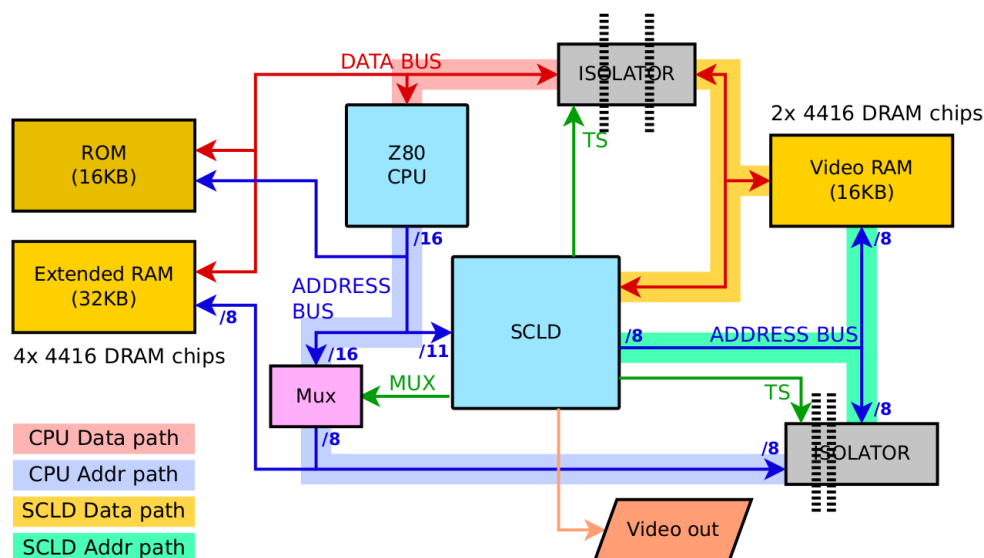 DATA BUS
ISOLATOR
2x 4416 DRAM chips
TS
ROM
(16KB)
Z80
CPU
Video RAM
(16KB)
/16
/8
Extended RAM
(32KB)
ADDRESS
BUS
SCLD
/8
ADDRESS BUS
/8
4x 4416 DRAM chips
/16
/11
Mux
MUX
TS
/8
/8
/8
ISOLATOR
CPU Data path
CPU Addr path
SCLD Data path
SCLD Addr path
Video out